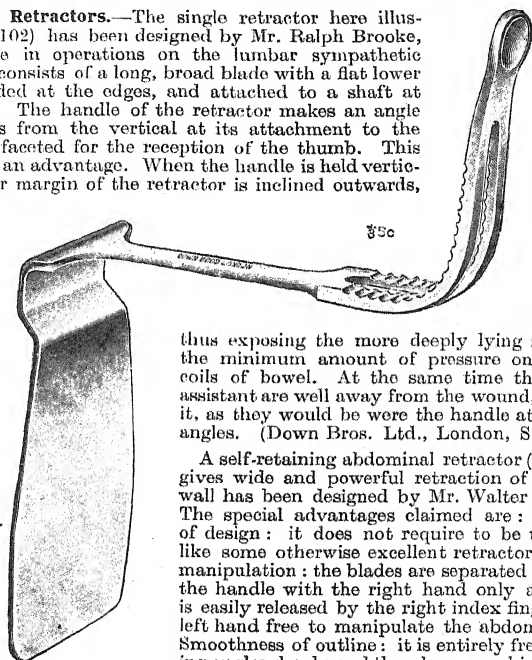 Retractors.—The single retractor here illus-
102) has been designed by Mr. Ralph Brooke,
in operations on the lumbar sympathetic
consists of a long, broad blade with a flat lower
at the edges, and attached to a shaft at
The handle of the retractor makes an angle
from the vertical at its attachment to the
faceted for the reception of the thumb. This
an advantage. When the handle is held vertic-
margin of the retractor is inclined outwards,
thus exposing the more deeply lying
the minimum amount of pressure on
coils of bowel. At the same time th
assistant are well away from the wound,
it, as they would be were the handle at
angles. (Down Bros. Ltd., London, S
A self-retaining abdominal retractor (
gives wide and powerful retraction of
wall has been designed by Mr. Walter
The special advantages claimed are :
of design : it does not require to be
like some otherwise excellent retractor
manipulation : the blades are separated
the handle with the right hand only a
is easily released by the right index fin
left hand free to manipulate the abdom
Smoothness of outline : it is entirely fre